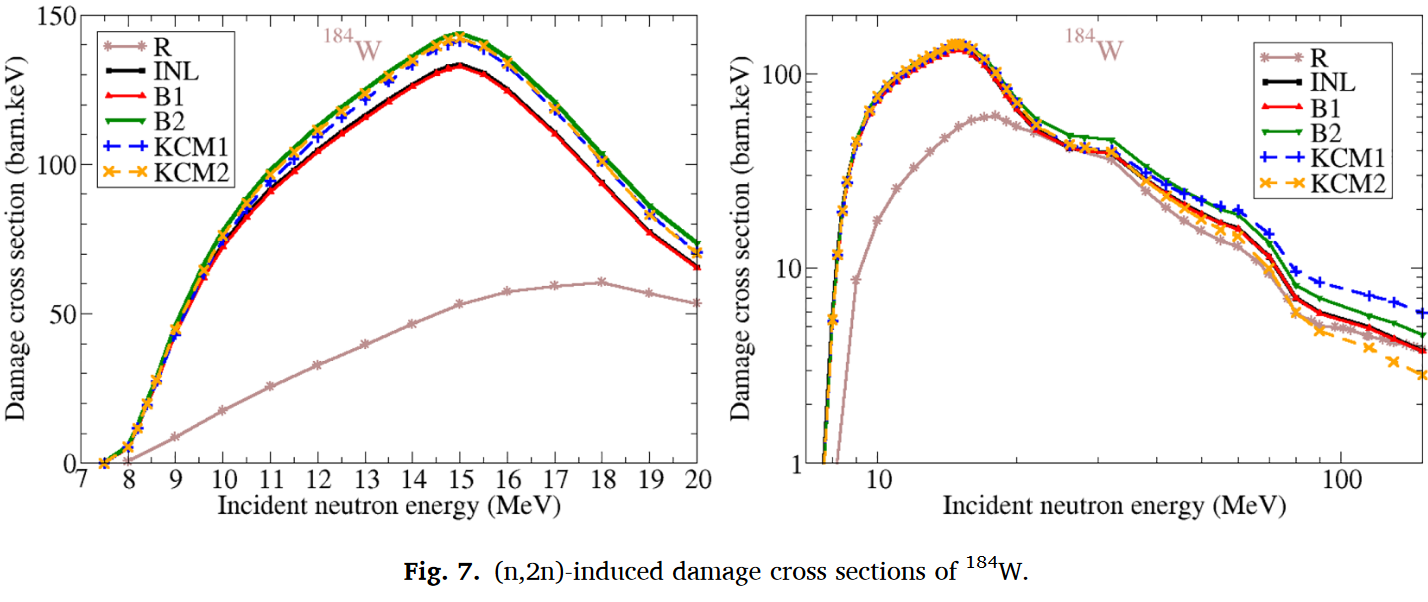 150
100
50
0
Damage cross section (barn.keV)
184W
R
INL
B1
B2
KCM1
KCM2
7 8 9 10 11 12 13 14 15 16 17 18 19 20
Incident neutron energy (MeV)
100
10
1
Damage cross section (barn.keV)
184W
R
INL
B1
B2
KCM1
KCM2
10 100
Incident neutron energy (MeV)
Fig. 7. (n,2n)-induced damage cross sections of 184W.